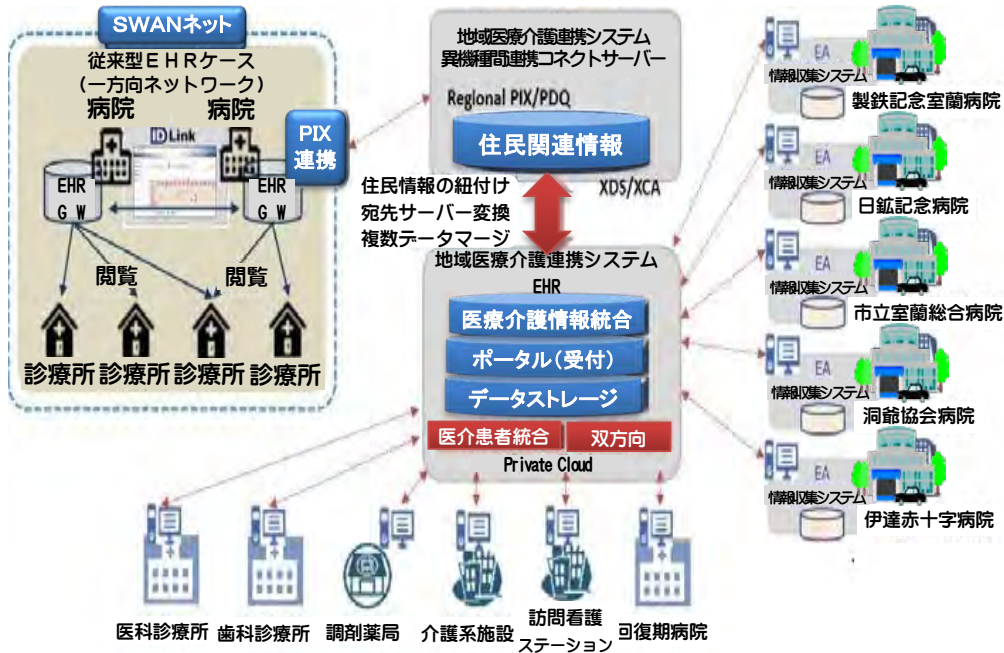 SWANネット
従来型EHRケース
(一方向ネットワーク)
病院
病院
ID Link
PIX
連携
EHR
G W
EHR
G W
閲覧
閲覧
診療所
診療所
診療所
診療所
地域医療介護連携システム
異機種間連携コネクトサーバー
Regional PIX/PDQ
住民関連情報
XDS/XCA
住民情報の紐付け
宛先サーバー変換
複数データマージ
地域医療介護連携システム
EHR
医療介護情報統合
ポータル(受付)
データストレージ
医介患者統合
双方向
Private Cloud
EA
情報収集システム
製鉄記念室蘭病院
EA
情報収集システム
日鉱記念病院
EA
情報収集システム
市立室蘭総合病院
EA
情報収集システム
洞爺協会病院
EA
情報収集システム
伊達赤十字病院
医科診療所
歯科診療所
調剤薬局
介護系施設
訪問看護
ステーション
回復期病院